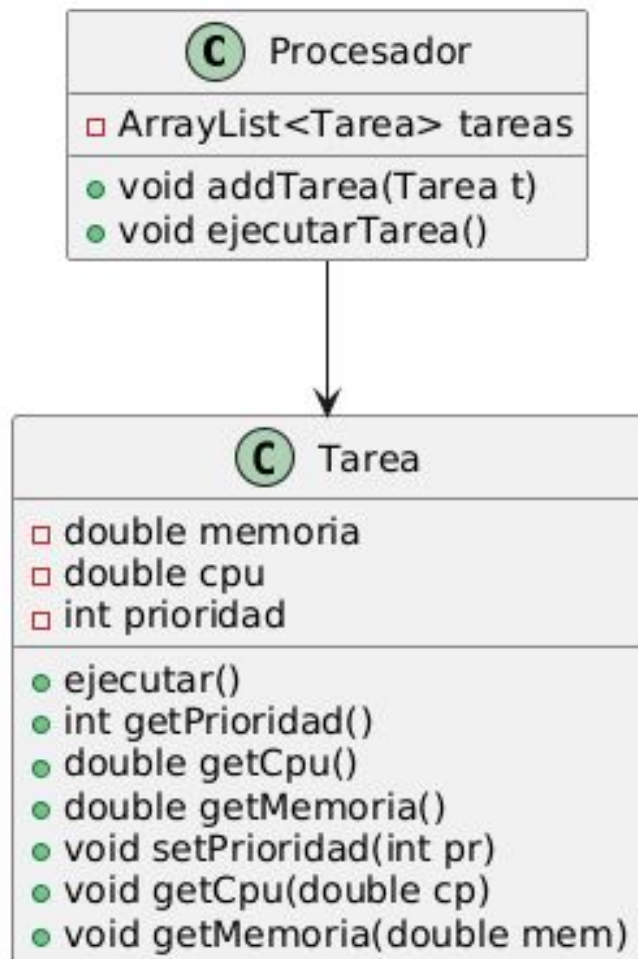 C Procesador
ArrayList<Tarea> tareas
void addTarea(Tarea t)
void ejecutarTarea()
C Tarea
double memoria
double cpu
int prioridad
ejecutar()
int getPrioridad()
double getCpu()
double getMemoria()
void setPrioridad(int pr)
void getCpu(double cp)
void getMemoria(double mem)